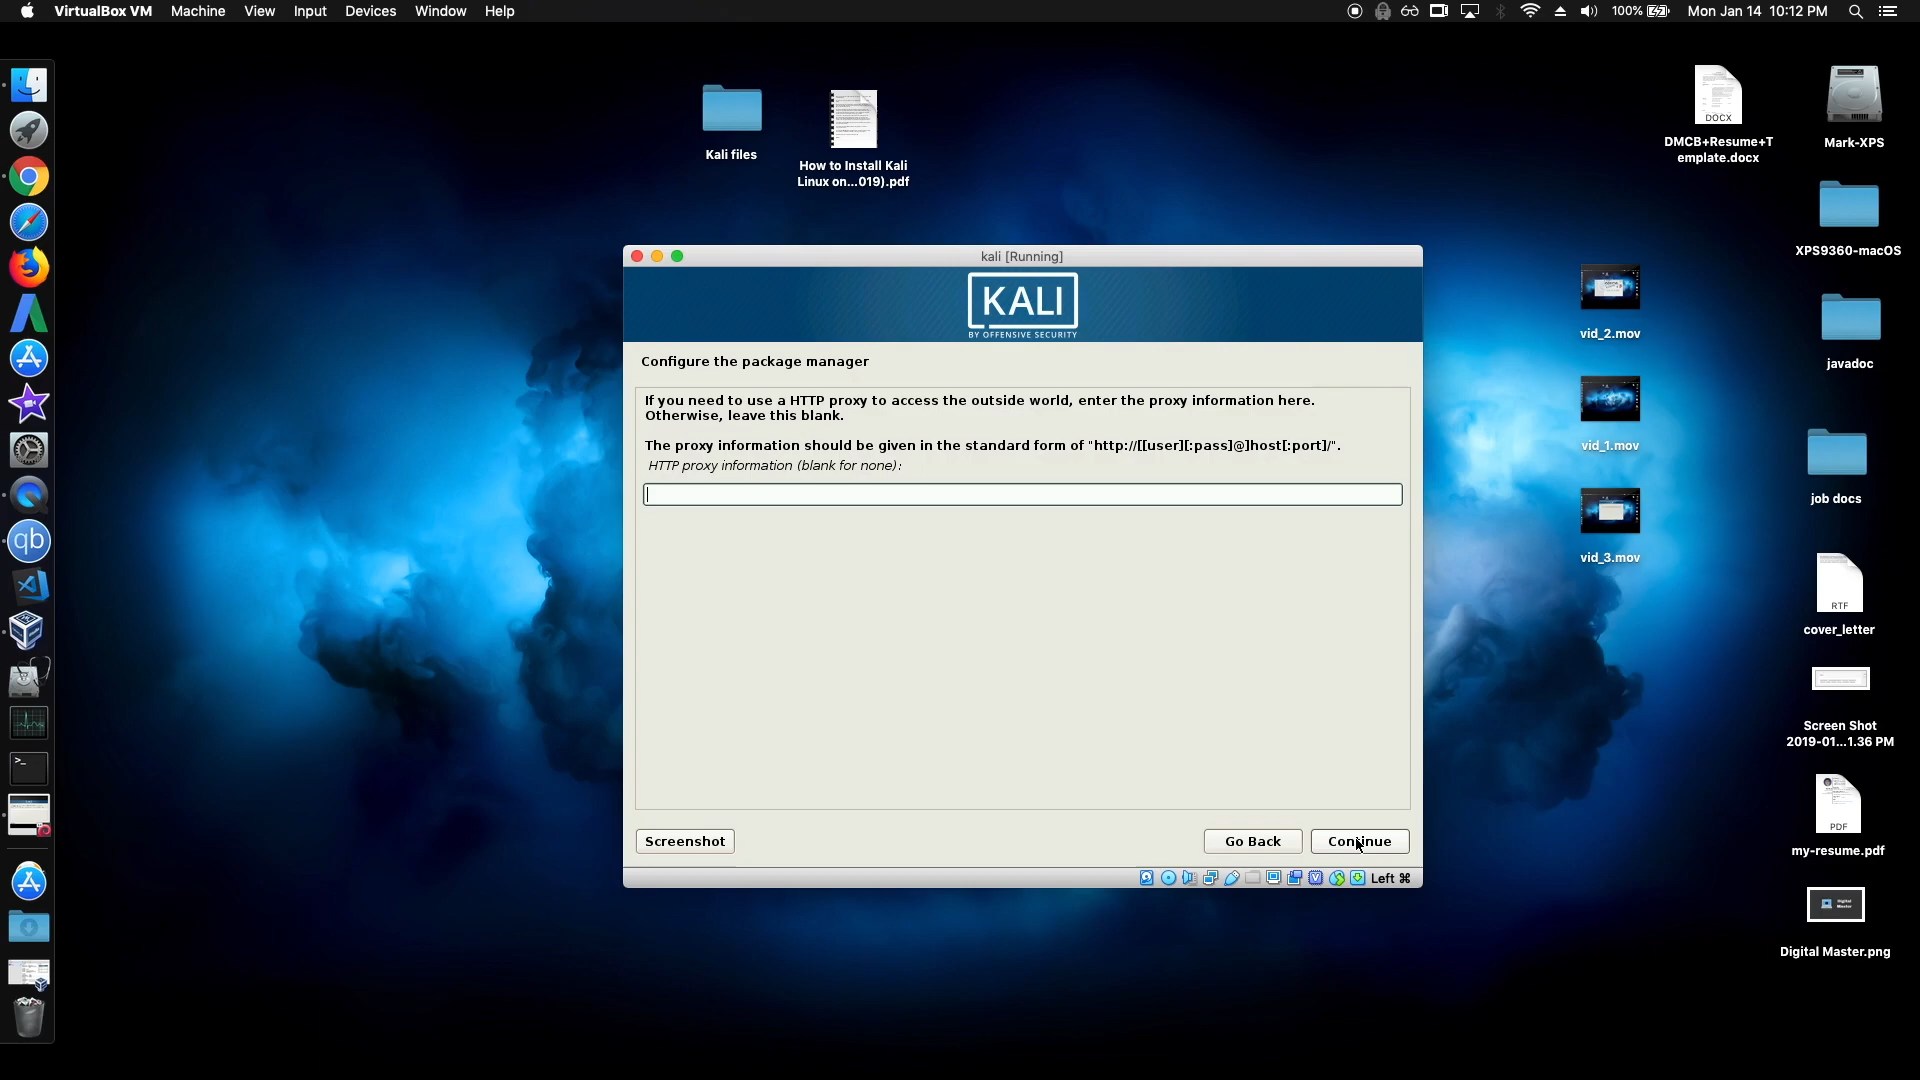 VirtualBox VM Machine View Input Devices Window Help
100% Mon Jan 14 10:12 PM
Kali files
How to Install Kali
Linux on...019).pdf
DOCX
DMCB+Resume+T
emplate.docx
Mark-XPS
XPS9360-macOS
vid_2.mov
javadoc
vid_1.mov
job docs
vid_3.mov
RTF
cover_letter
Screen Shot
2019-01...1.36 PM
PDF
my-resume.pdf
Digital
Master
Digital Master.png
qb
>_
kali [Running]
KALI
BY OFFENSIVE SECURITY
Configure the package manager
If you need to use a HTTP proxy to access the outside world, enter the proxy information here.
Otherwise, leave this blank.
The proxy information should be given in the standard form of "http://[[user][:pass]@]host[:port]/".
HTTP proxy information (blank for none):
Screenshot
Go Back
Continue
Left ⌘